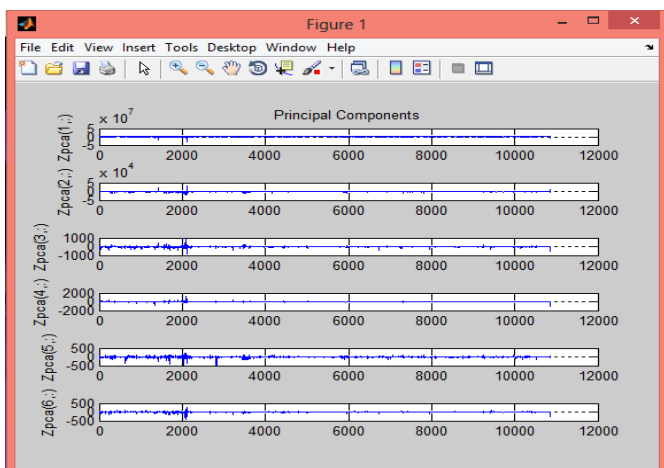 Figure 1
File Edit View Insert Tools Desktop Window Help
x 10^7 Principal Components
Zpca(1,:) 5 0 -5
0 2000 4000 6000 8000 10000 12000
x 10^4
Zpca(2,:) 5 0 -5
0 2000 4000 6000 8000 10000 12000
Zpca(3,:) 1000 0 -1000
0 2000 4000 6000 8000 10000 12000
Zpca(4,:) 2000 0 -2000
0 2000 4000 6000 8000 10000 12000
Zpca(5,:) 500 0 -500
0 2000 4000 6000 8000 10000 12000
Zpca(6,:) 500 0 -500
0 2000 4000 6000 8000 10000 12000